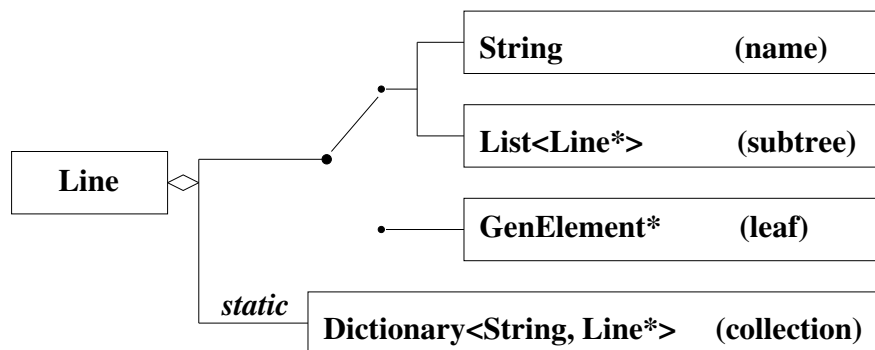 String (name)
List<Line*> (subtree)
Line
GenElement* (leaf)
static
Dictionary<String, Line*> (collection)